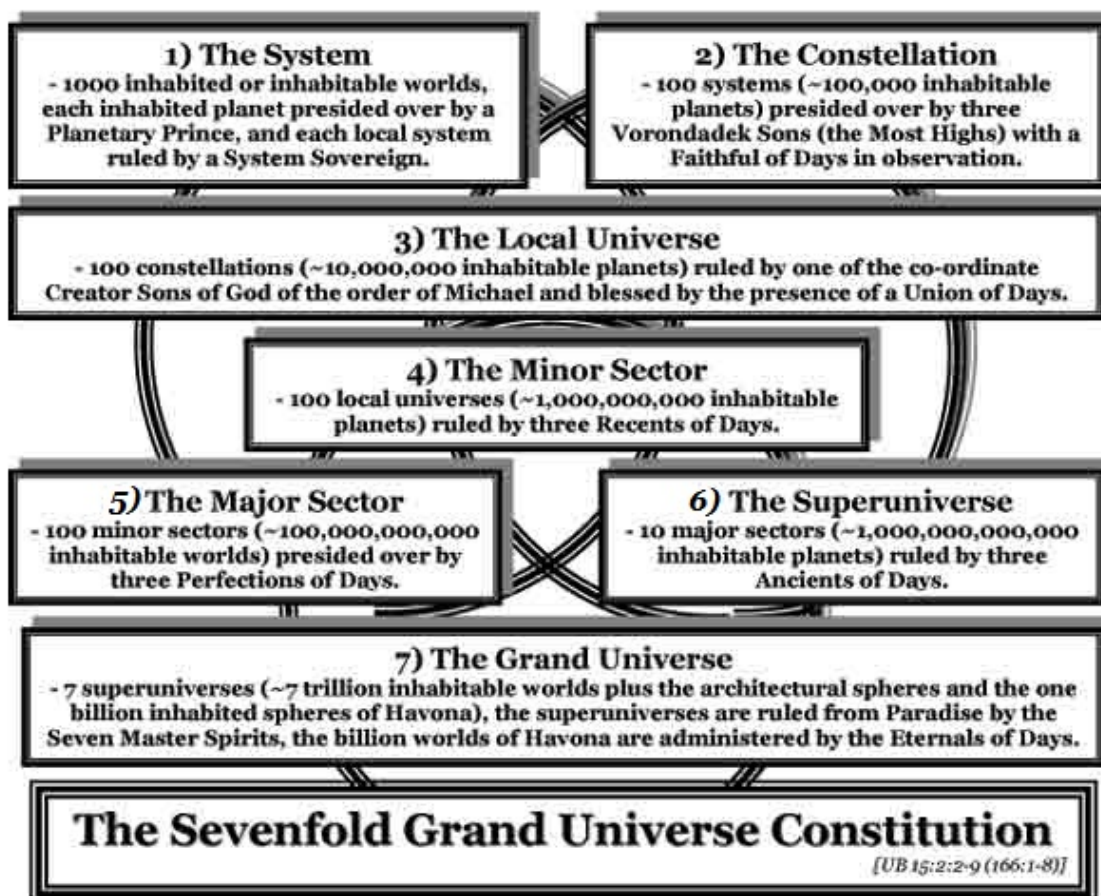 1) The System
- 1000 inhabited or inhabitable worlds,
each inhabited planet presided over by a
Planetary Prince, and each local system
ruled by a System Sovereign.
2) The Constellation
- 100 systems (~100,000 inhabitable
planets) presided over by three
Vorondadek Sons (the Most Highs) with a
Faithful of Days in observation.
3) The Local Universe
- 100 constellations (~10,000,000 inhabitable planets) ruled by one of the co-ordinate
Creator Sons of God of the order of Michael and blessed by the presence of a Union of Days.
4) The Minor Sector
- 100 local universes (~1,000,000,000 inhabitable
planets) ruled by three Recents of Days.
5) The Major Sector
- 100 minor sectors (~100,000,000,000
inhabitable worlds) presided over by
three Perfections of Days.
6) The Superuniverse
- 10 major sectors (~1,000,000,000,000
inhabitable planets) ruled by three
Ancients of Days.
7) The Grand Universe
- 7 superuniverses (~7 trillion inhabitable worlds plus the architectural spheres and the one
billion inhabited spheres of Havona), the superuniverses are ruled from Paradise by the
Seven Master Spirits, the billion worlds of Havona are administered by the Eternals of Days.
The Sevenfold Grand Universe Constitution
[UB 15:2:2-9 (166:1-8)]